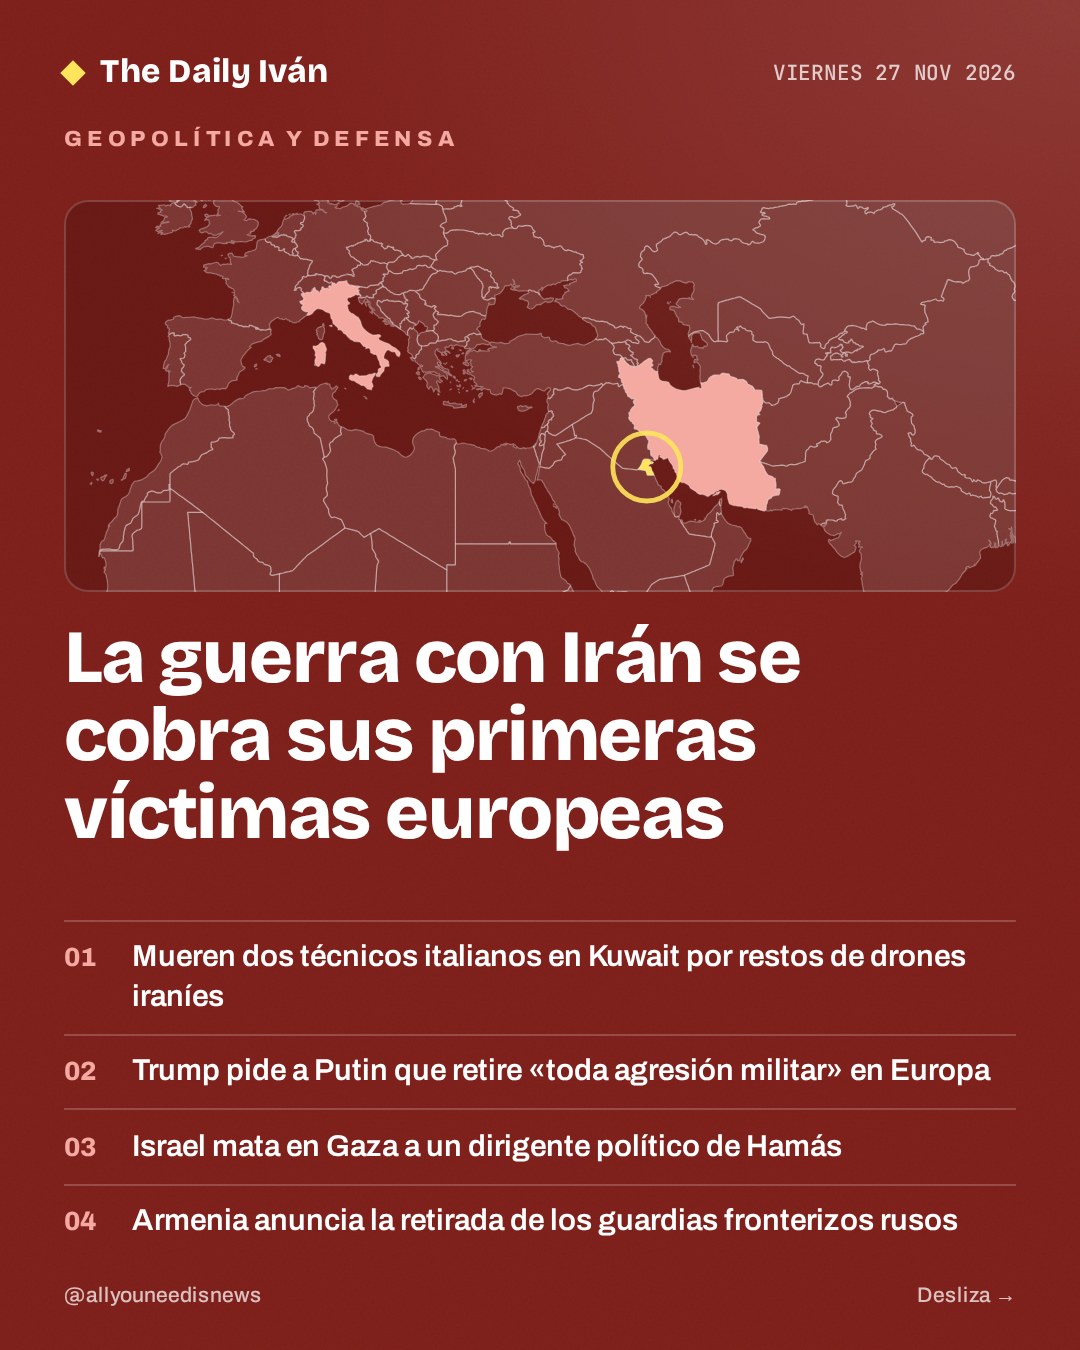 The Daily Iván
VIERNES 27 NOV 2026
GEOPOLÍTICA Y DEFENSA
La guerra con Irán se
cobra sus primeras
víctimas europeas
01 Mueren dos técnicos italianos en Kuwait por restos de drones
iraníes
02 Trump pide a Putin que retire «toda agresión militar» en Europa
03 Israel mata en Gaza a un dirigente político de Hamás
04 Armenia anuncia la retirada de los guardias fronterizos rusos
@allyouneedisnews
Desliza →